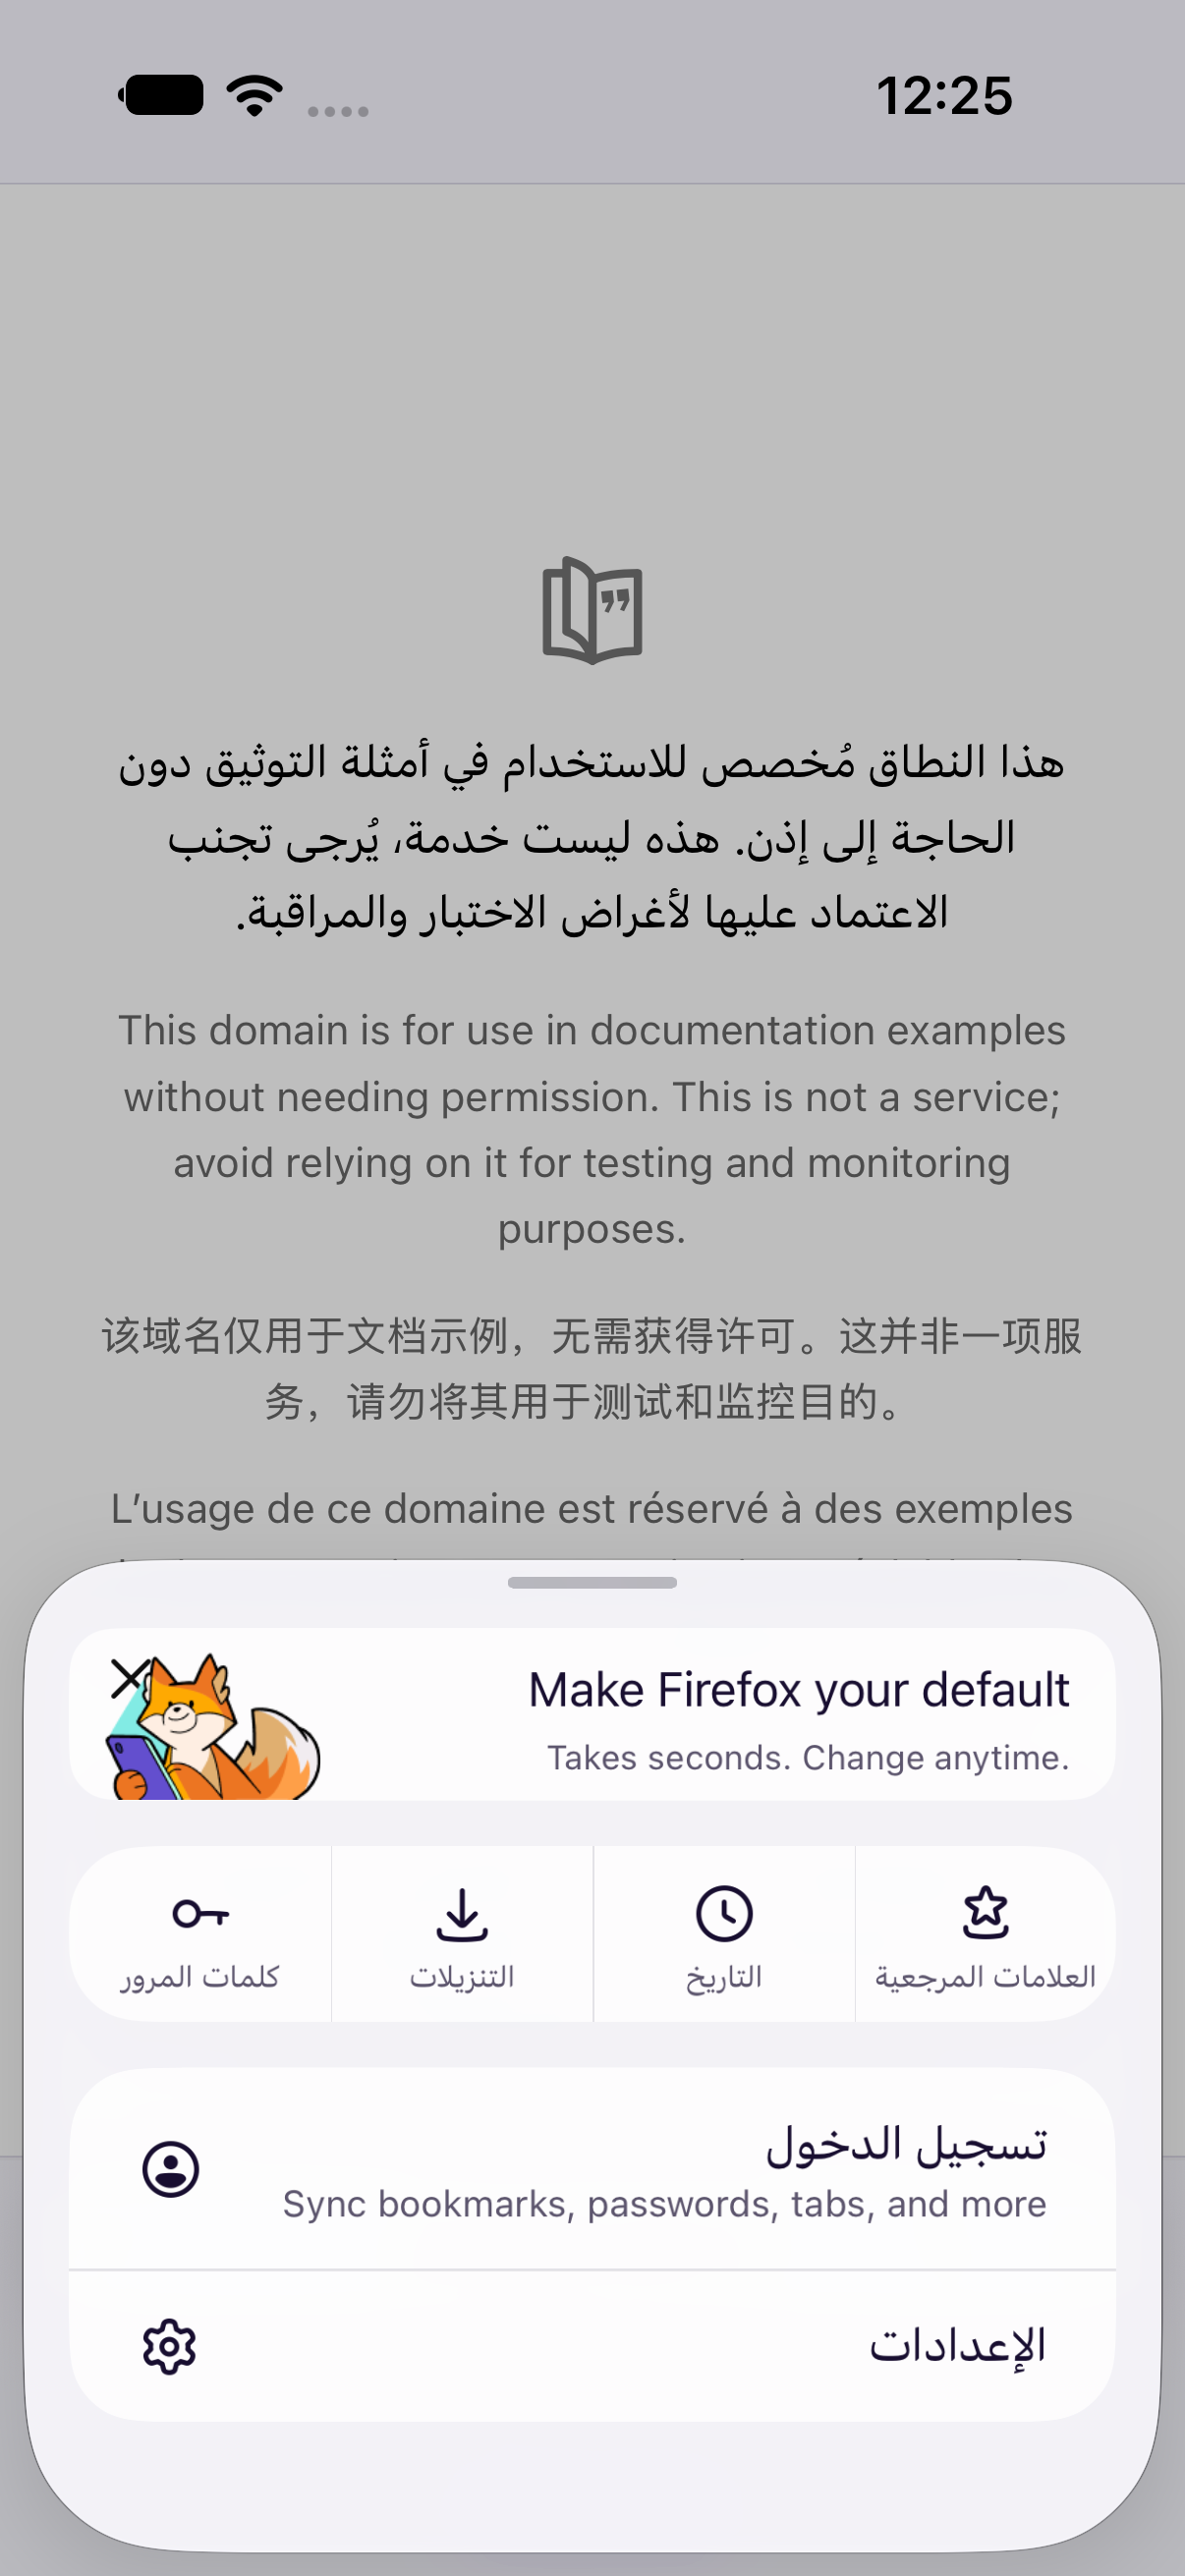 12:25
هذا النطاق مُخصص للاستخدام في أمثلة التوثيق دون
الحاجة إلى إذن. هذه ليست خدمة، يُرجى تجنب
الاعتماد عليها لأغراض الاختبار والمراقبة.
This domain is for use in documentation examples
without needing permission. This is not a service;
avoid relying on it for testing and monitoring
purposes.
该域名仅用于文档示例，无需获得许可。这并非一项服
务，请勿将其用于测试和监控目的。
L’usage de ce domaine est réservé à des exemples
Make Firefox your default
Takes seconds. Change anytime.
العلامات المرجعية
التاريخ
التنزيلات
كلمات المرور
تسجيل الدخول
Sync bookmarks, passwords, tabs, and more
الإعدادات